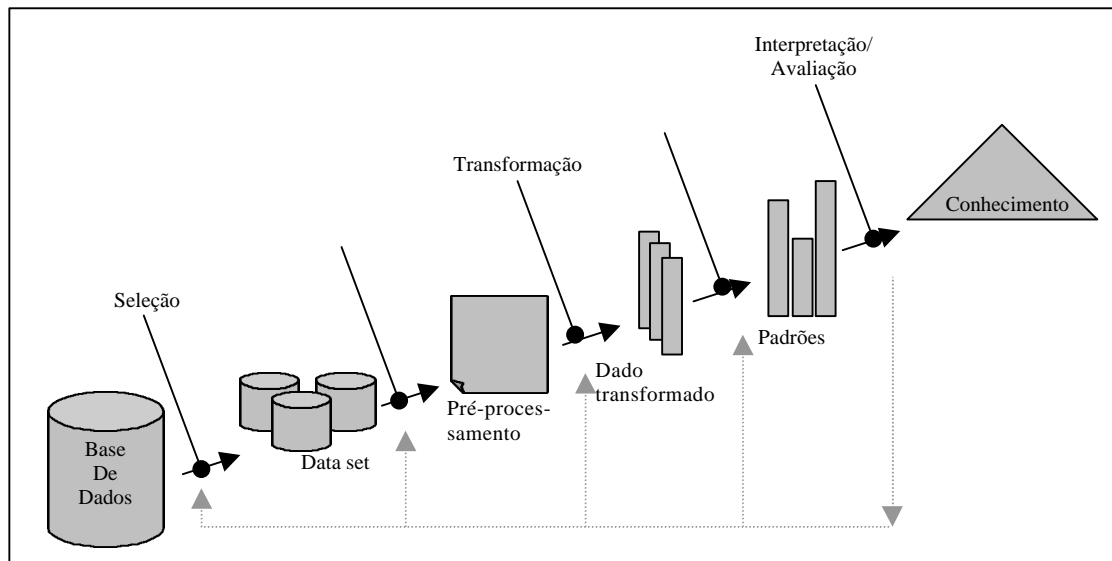 Interpretação/
Avaliação
Transformação
Conhecimento
Seleção
Padrões
Dado
transformado
Pré-proces-
samento
Data set
Base
De
Dados